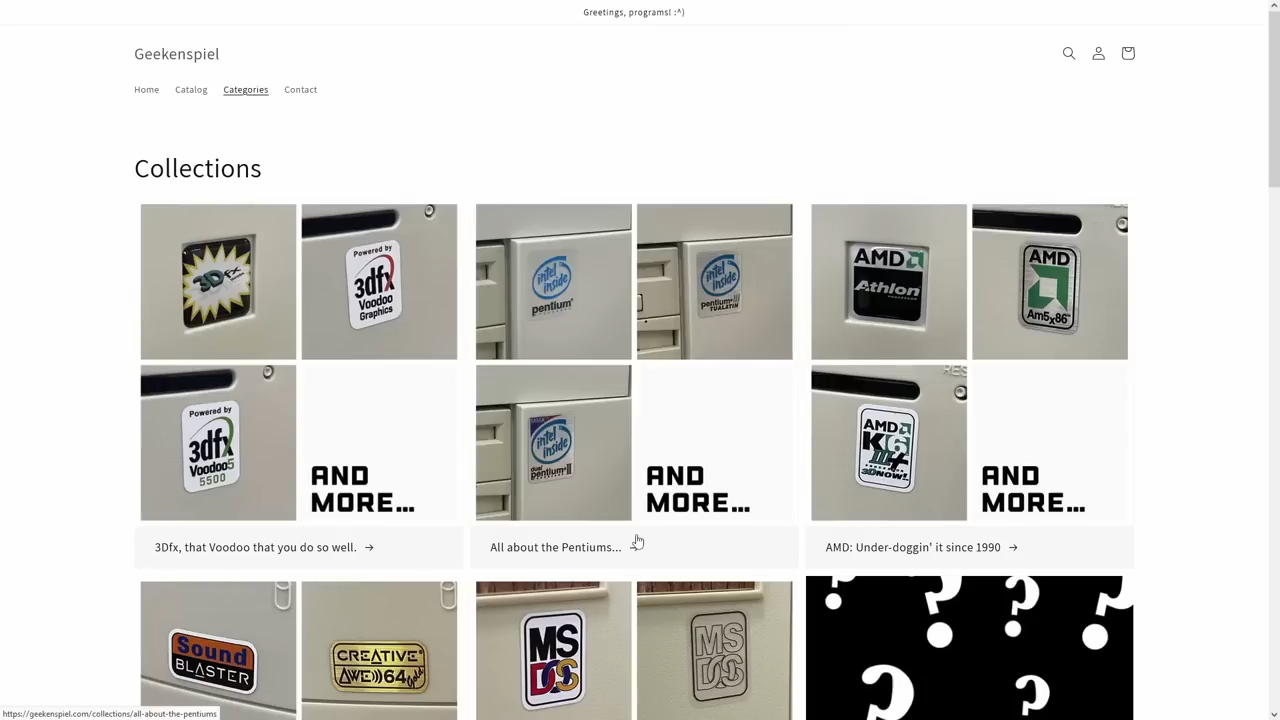 Greetings, programs! :^)
Geekenspiel
Home Catalog Categories Contact
Collections
3Dfx
Powered by
3dfx
Voodoo
Graphics
intel
inside
pentium
intel
inside
pentium III
TUALATIN
AMD
Athlon
PROCESSOR
AMD
Am5x86
Powered by
3dfx
Voodoo5
5500
AND
MORE...
intel
inside
dual
pentium II
AND
MORE...
AMD
K6
III+
3DNOW!
AND
MORE...
3Dfx, that Voodoo that you do so well. →
All about the Pentiums...
AMD: Under-doggin' it since 1990 →
Sound
BLASTER
CREATIVE
AWE64
Gold
MS
DOS
MS
DOS
? ? ? ?
? ?
https://geekenspiel.com/collections/all-about-the-pentiums